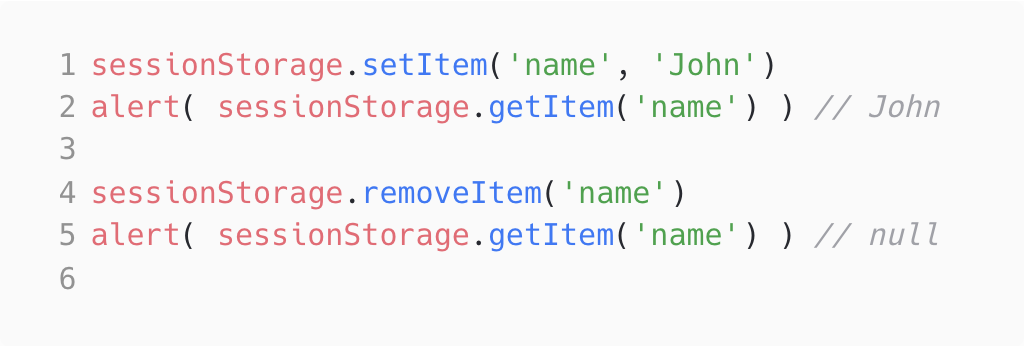 1 sessionStorage.setItem('name', 'John')
2 alert( sessionStorage.getItem('name') ) // John
3
4 sessionStorage.removeItem('name')
5 alert( sessionStorage.getItem('name') ) // null
6